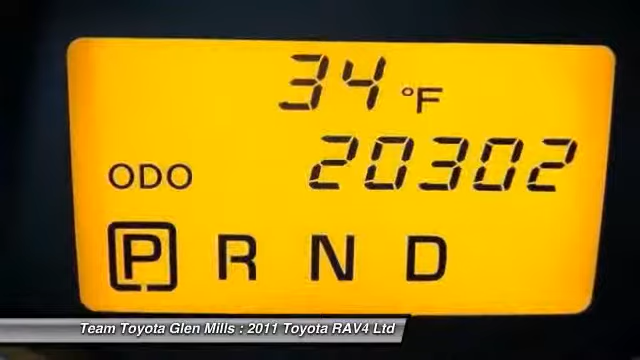 34 °F
ODO 20302
P R N D
Team Toyota Glen Mills : 2011 Toyota RAV4 Ltd